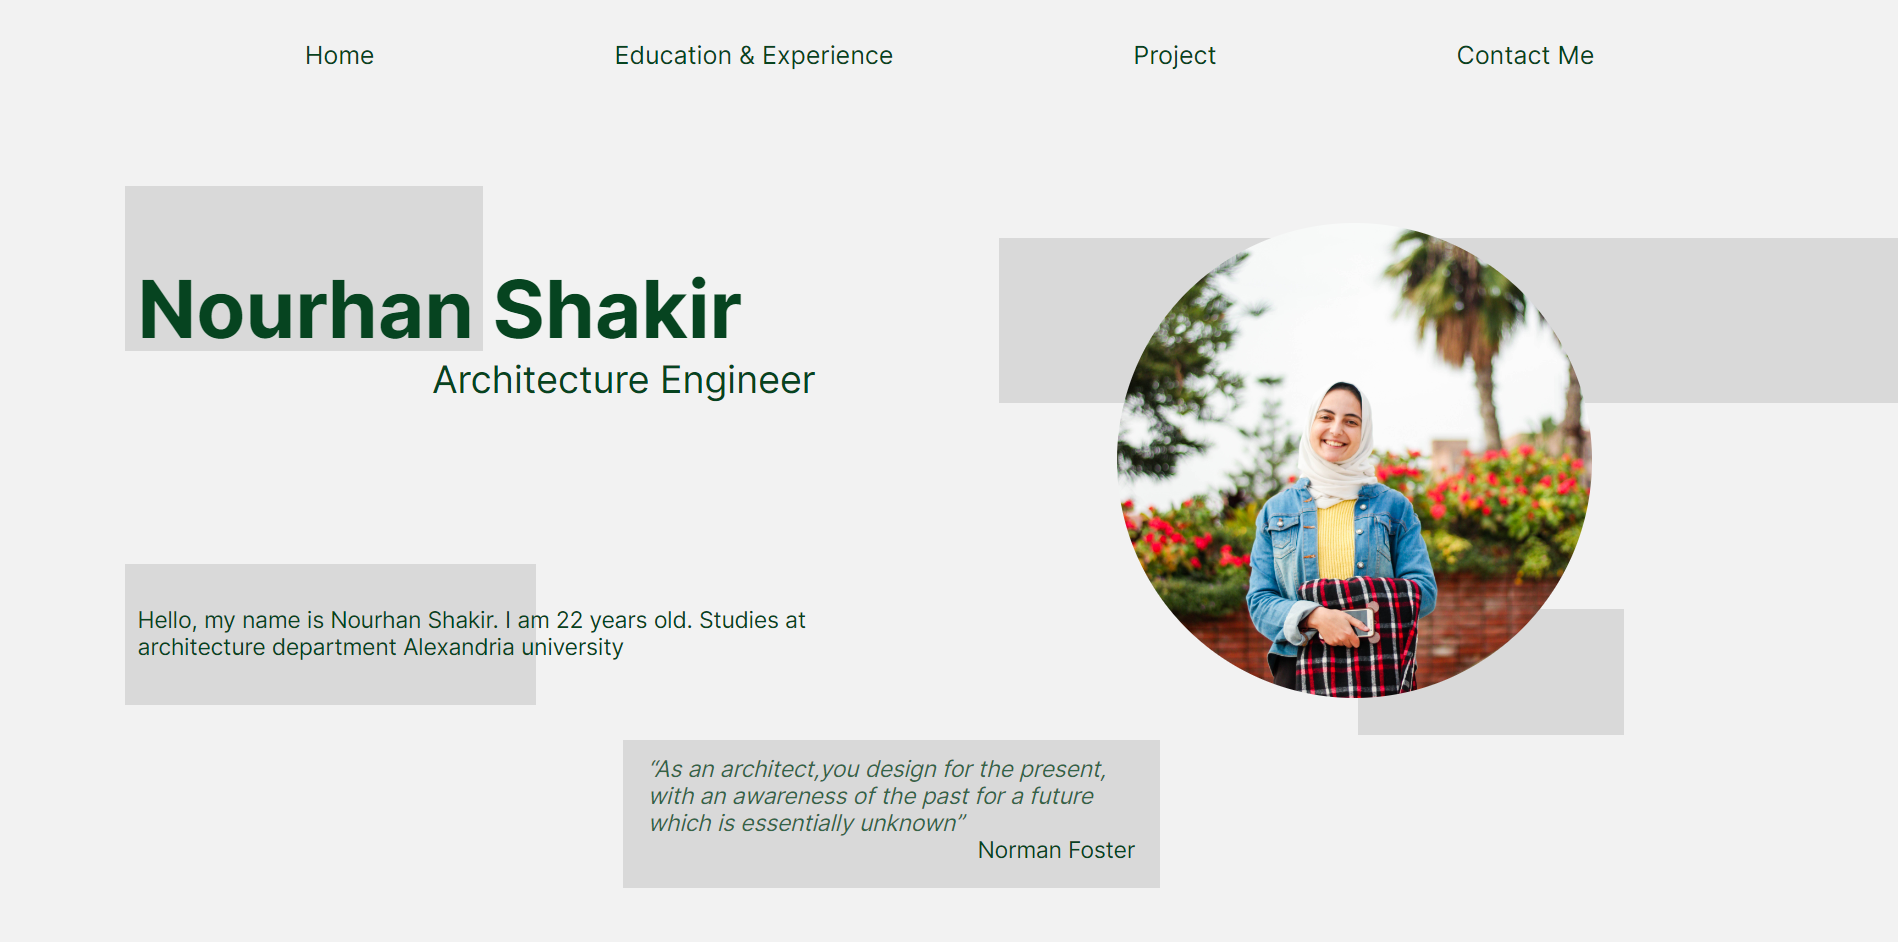 Home Education & Experience Project Contact Me
Nourhan Shakir
Architecture Engineer
Hello, my name is Nourhan Shakir. I am 22 years old. Studies at
architecture department Alexandria university
“As an architect,you design for the present,
with an awareness of the past for a future
which is essentially unknown”
Norman Foster